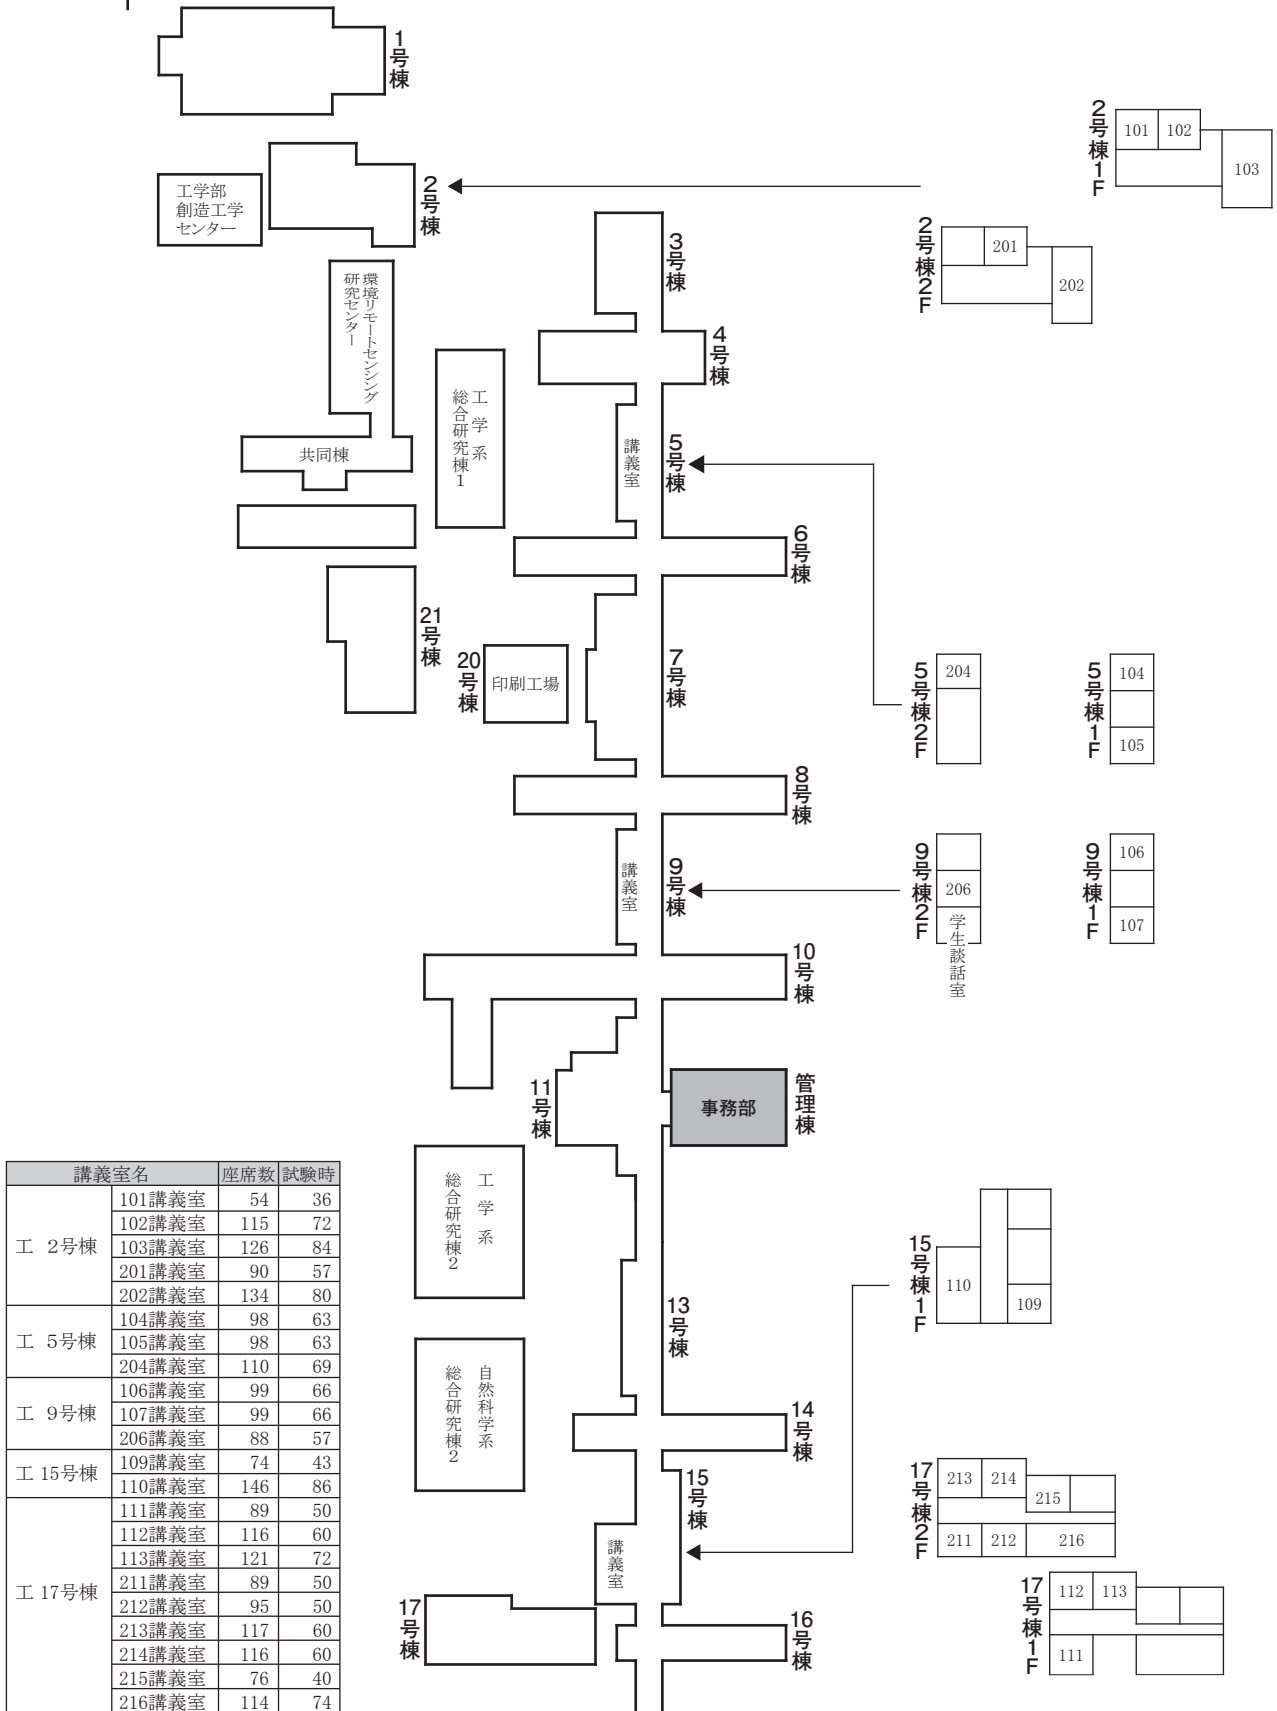 1号棟
2号棟
工学部
創造工学
センター
3号棟
環境リモートセンシング
研究センター
4号棟
工学系
総合研究棟1
講義室
5号棟
共同棟
6号棟
21号棟
20号棟
印刷工場
7号棟
8号棟
講義室
9号棟
10号棟
11号棟
事務部
管理棟
工学系
総合研究棟2
13号棟
自然科学系
総合研究棟2
14号棟
15号棟
講義室
17号棟
16号棟
2号棟1F
101 102
103
2号棟2F
201
202
5号棟2F
204
5号棟1F
104
105
9号棟2F
206
学生談話室
9号棟1F
106
107
15号棟1F
110
109
17号棟2F
213 214
215
211 212 216
17号棟1F
112 113
111
講義室名 座席数 試験時
工 2号棟 101講義室 54 36
102講義室 115 72
103講義室 126 84
201講義室 90 57
202講義室 134 80
工 5号棟 104講義室 98 63
105講義室 98 63
204講義室 110 69
工 9号棟 106講義室 99 66
107講義室 99 66
206講義室 88 57
工 15号棟 109講義室 74 43
110講義室 146 86
工 17号棟 111講義室 89 50
112講義室 116 60
113講義室 121 72
211講義室 89 50
212講義室 95 50
213講義室 117 60
214講義室 116 60
215講義室 76 40
216講義室 114 74